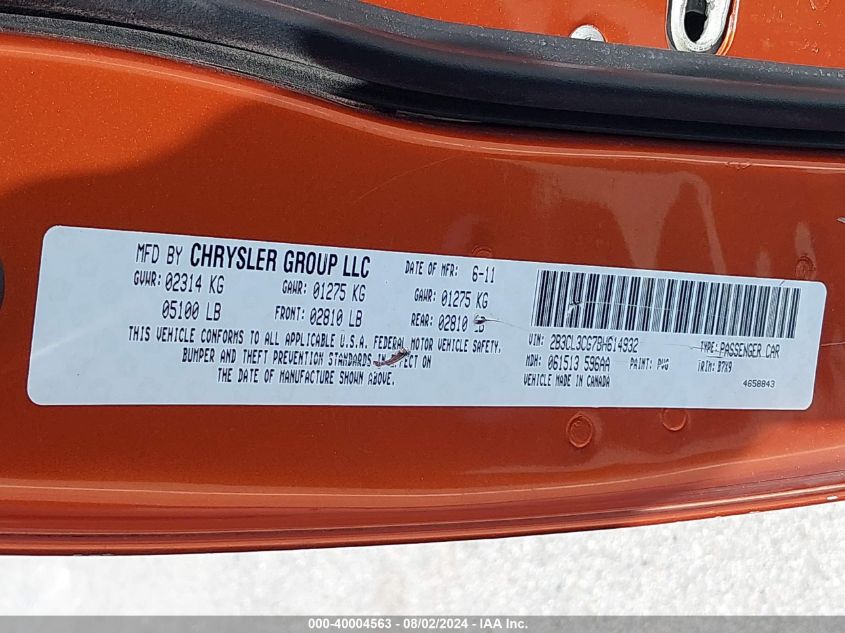 MFD BY CHRYSLER GROUP LLC
DATE OF MFR: 6-11
GVWR: 02314 KG
GAWR: 01275 KG
GAWR: 01275 KG
05100 LB
FRONT: 02810 LB
REAR: 02810 LB
THIS VEHICLE CONFORMS TO ALL APPLICABLE U.S.A. FEDERAL MOTOR VEHICLE SAFETY,
BUMPER AND THEFT PREVENTION STANDARDS IN EFFECT ON
THE DATE OF MANUFACTURE SHOWN ABOVE.
VIN: 2B3CL3CG7BH614932
TYPE: PASSENGER CAR
MDH: 061513 596AA
PAINT: PVG
TRIM: B7X9
VEHICLE MADE IN CANADA
4658843
000-40004563 - 08/02/2024 - IAA Inc.